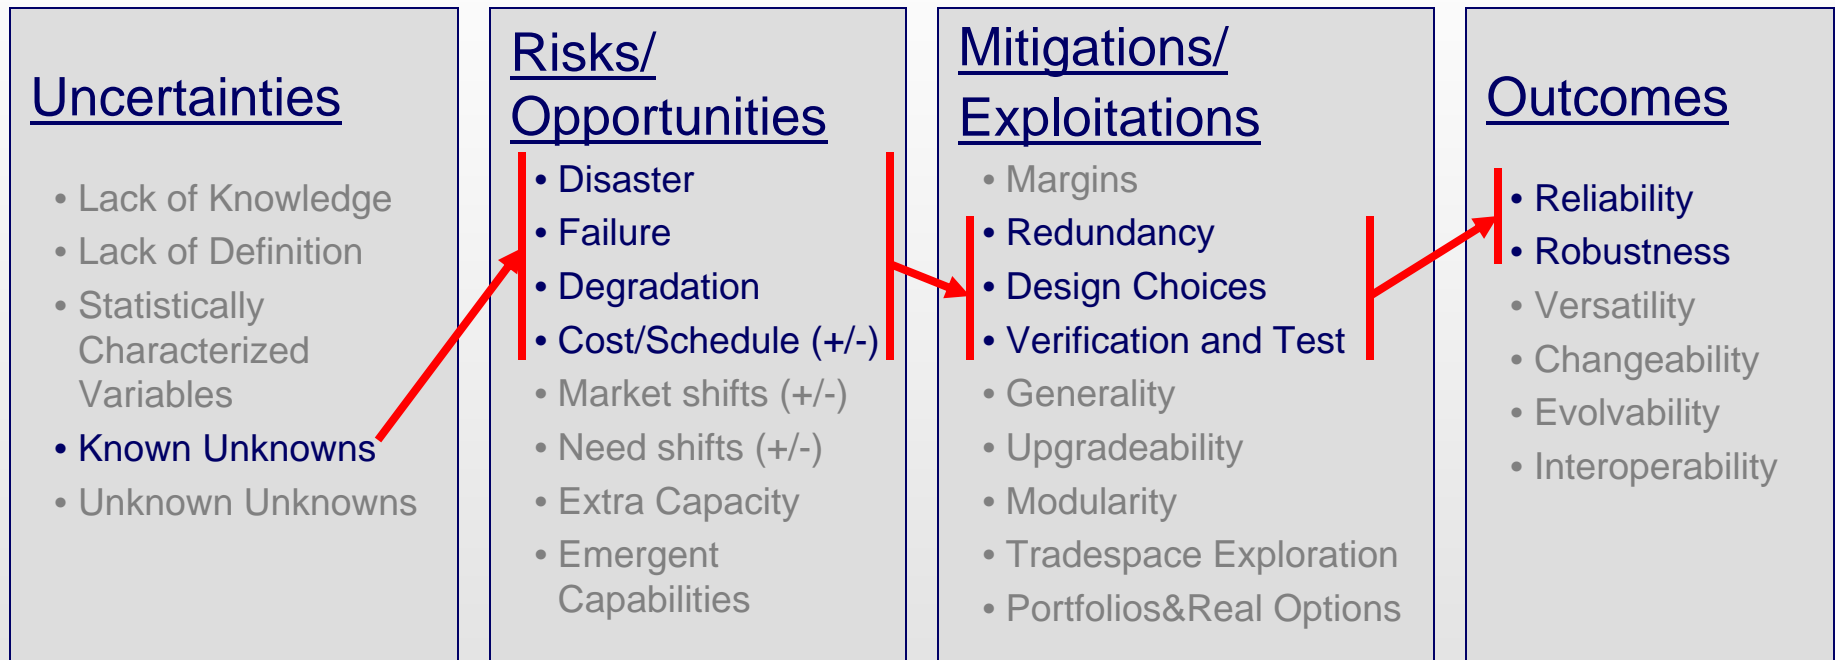 Uncertainties
• Lack of Knowledge
• Lack of Definition
• Statistically
Characterized
Variables
• Known Unknowns
• Unknown Unknowns
Risks/
Opportunities
• Disaster
• Failure
• Degradation
• Cost/Schedule (+/-)
• Market shifts (+/-)
• Need shifts (+/-)
• Extra Capacity
• Emergent
Capabilities
Mitigations/
Exploitations
• Margins
• Redundancy
• Design Choices
• Verification and Test
• Generality
• Upgradeability
• Modularity
• Tradespace Exploration
• Portfolios&Real Options
Outcomes
• Reliability
• Robustness
• Versatility
• Changeability
• Evolvability
• Interoperability